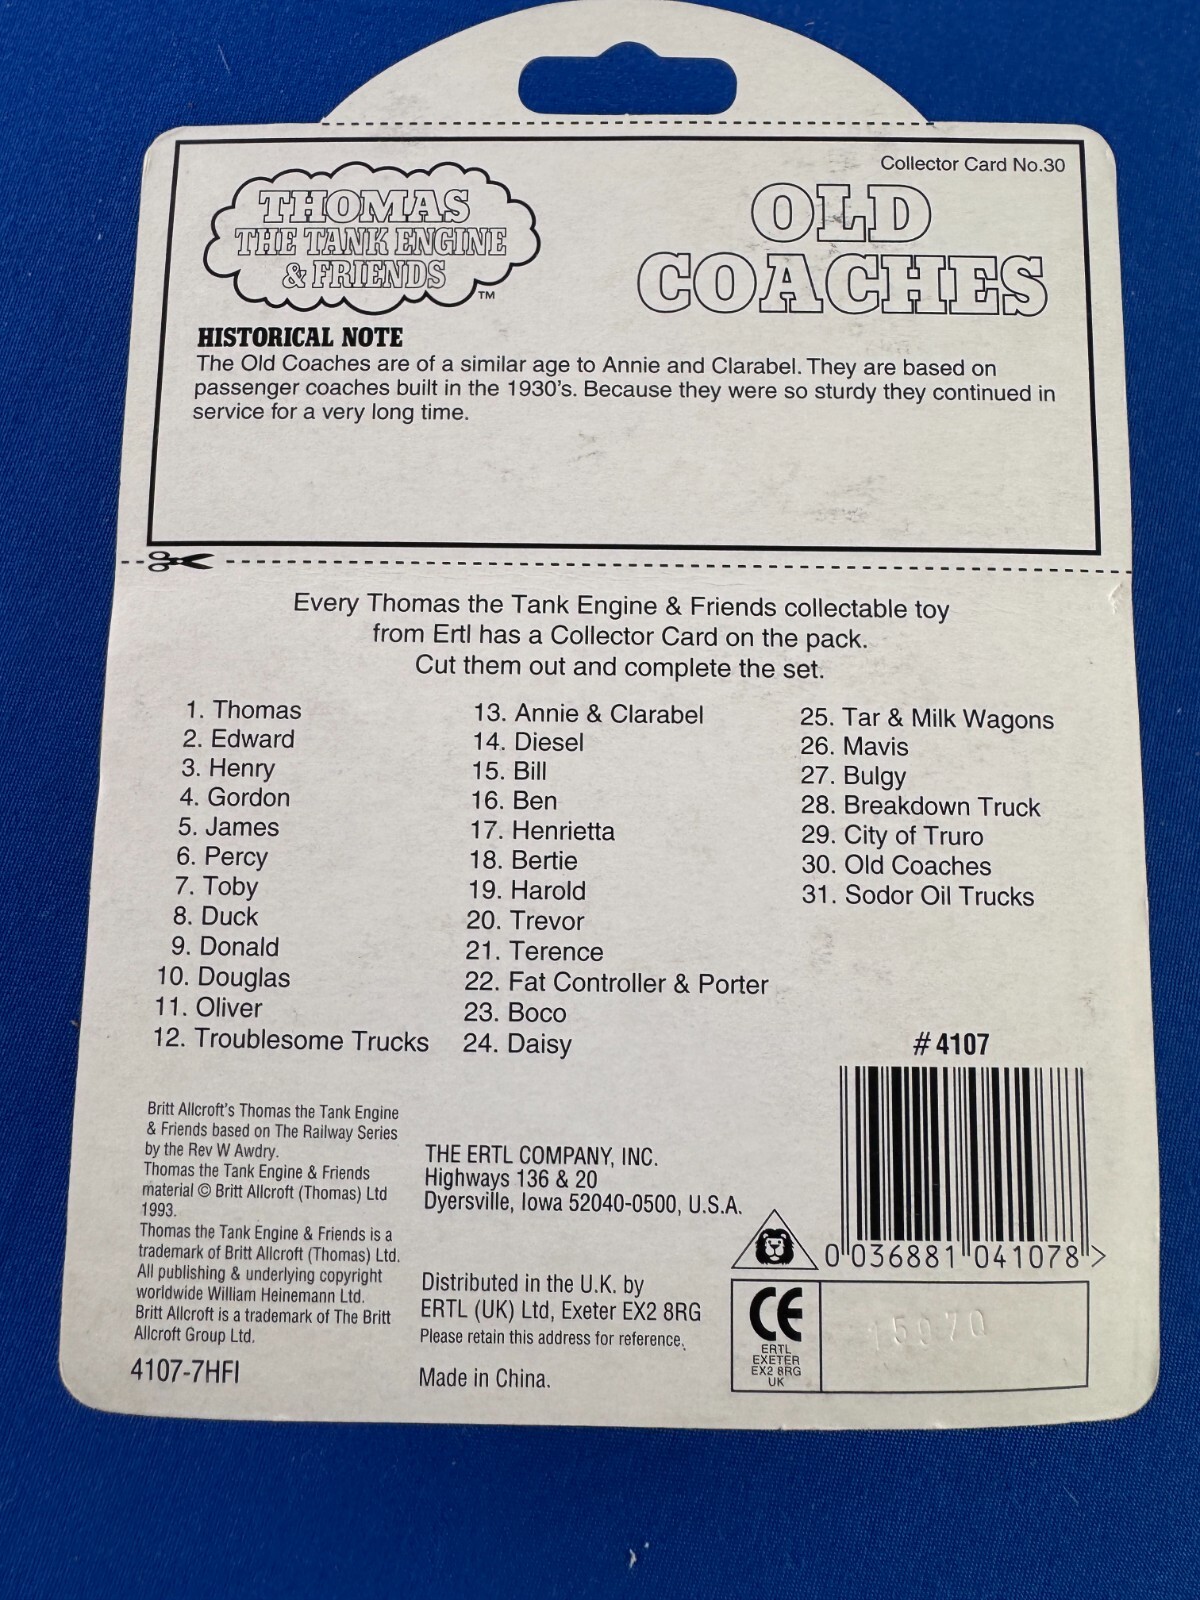 Collector Card No.30
THOMAS
THE TANK ENGINE
& FRIENDS
TM
OLD
COACHES
HISTORICAL NOTE
The Old Coaches are of a similar age to Annie and Clarabel. They are based on
passenger coaches built in the 1930's. Because they were so sturdy they continued in
service for a very long time.
Every Thomas the Tank Engine & Friends collectable toy
from Ertl has a Collector Card on the pack.
Cut them out and complete the set.
1. Thomas
2. Edward
3. Henry
4. Gordon
5. James
6. Percy
7. Toby
8. Duck
9. Donald
10. Douglas
11. Oliver
12. Troublesome Trucks
13. Annie & Clarabel
14. Diesel
15. Bill
16. Ben
17. Henrietta
18. Bertie
19. Harold
20. Trevor
21. Terence
22. Fat Controller & Porter
23. Boco
24. Daisy
25. Tar & Milk Wagons
26. Mavis
27. Bulgy
28. Breakdown Truck
29. City of Truro
30. Old Coaches
31. Sodor Oil Trucks
Britt Allcroft's Thomas the Tank Engine
& Friends based on The Railway Series
by the Rev W Awdry.
Thomas the Tank Engine & Friends
material © Britt Allcroft (Thomas) Ltd
1993.
Thomas the Tank Engine & Friends is a
trademark of Britt Allcroft (Thomas) Ltd.
All publishing & underlying copyright
worldwide William Heinemann Ltd.
Britt Allcroft is a trademark of The Britt
Allcroft Group Ltd.
4107-7HFI
THE ERTL COMPANY, INC.
Highways 136 & 20
Dyersville, Iowa 52040-0500, U.S.A.
Distributed in the U.K. by
ERTL (UK) Ltd, Exeter EX2 8RG
Please retain this address for reference.
Made in China.
# 4107
0 036881 041078 >
CE
ERTL
EXETER
EX2 8RG
UK